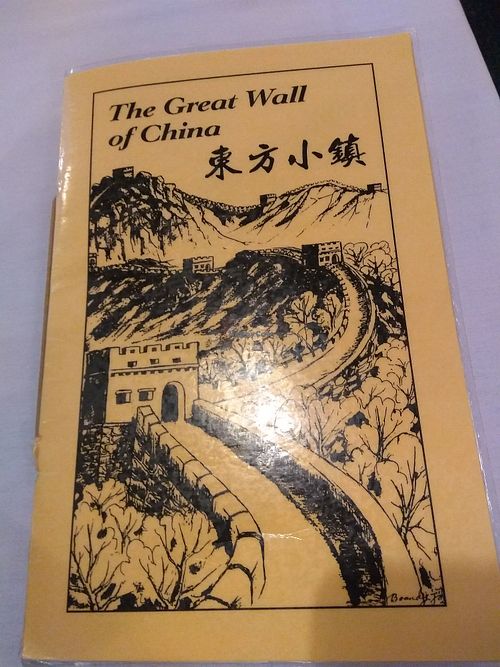 The Great Wall
of China
東方小鎮